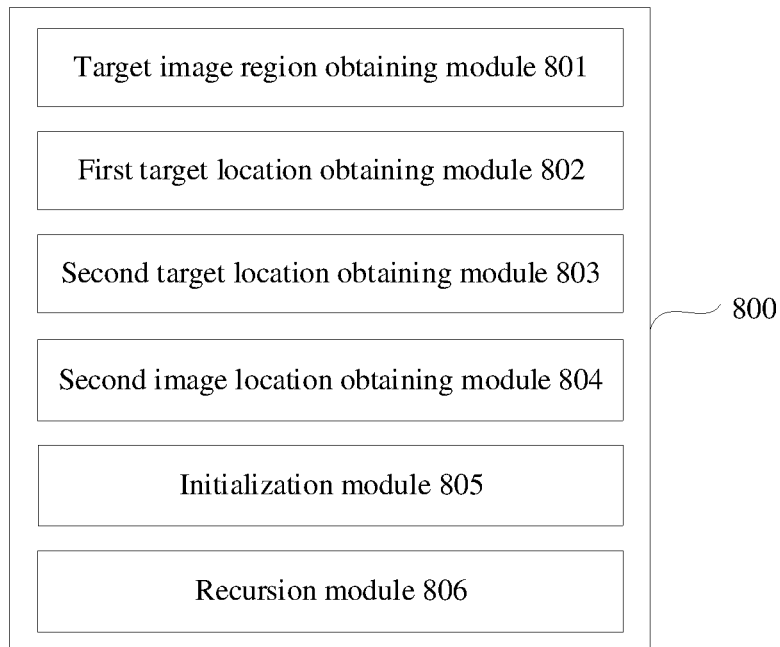 Target image region obtaining module 801
First target location obtaining module 802
Second target location obtaining module 803
800
Second image location obtaining module 804
Initialization module 805
Recursion module 806